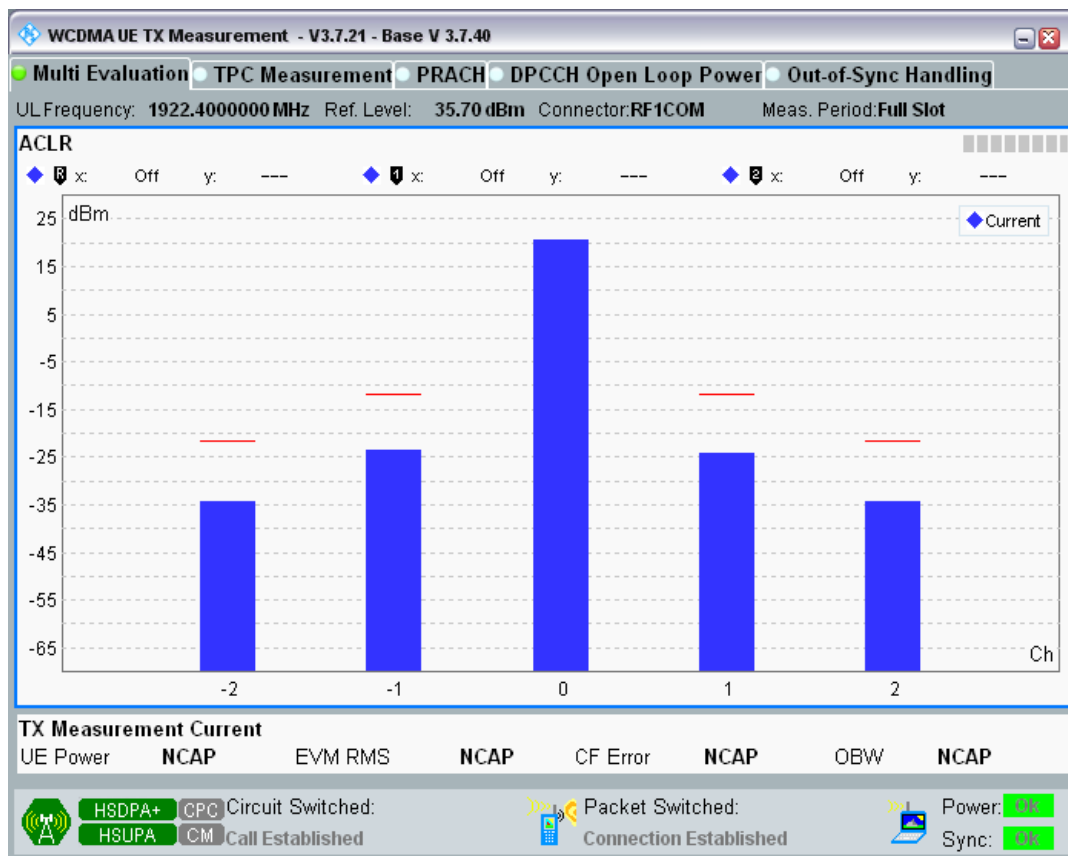 WCDMA UE TX Measurement - V3.7.21 - Base V 3.7.40
Multi Evaluation TPC Measurement PRACH DPCCH Open Loop Power Out-of-Sync Handling
UL Frequency: 1922.4000000 MHz Ref. Level: 35.70 dBm Connector:RF1COM Meas. Period:Full Slot
ACLR
R x: Off y: --- 1 x: Off y: --- 2 x: Off y: ---
25 dBm
Current
15
5
-5
-15
-25
-35
-45
-55
-65
Ch
-2 -1 0 1 2
TX Measurement Current
UE Power NCAP EVM RMS NCAP CF Error NCAP OBW NCAP
HSDPA+ CPC Circuit Switched: Packet Switched: Power: OK
HSUPA CM Call Established Connection Established Sync: OK